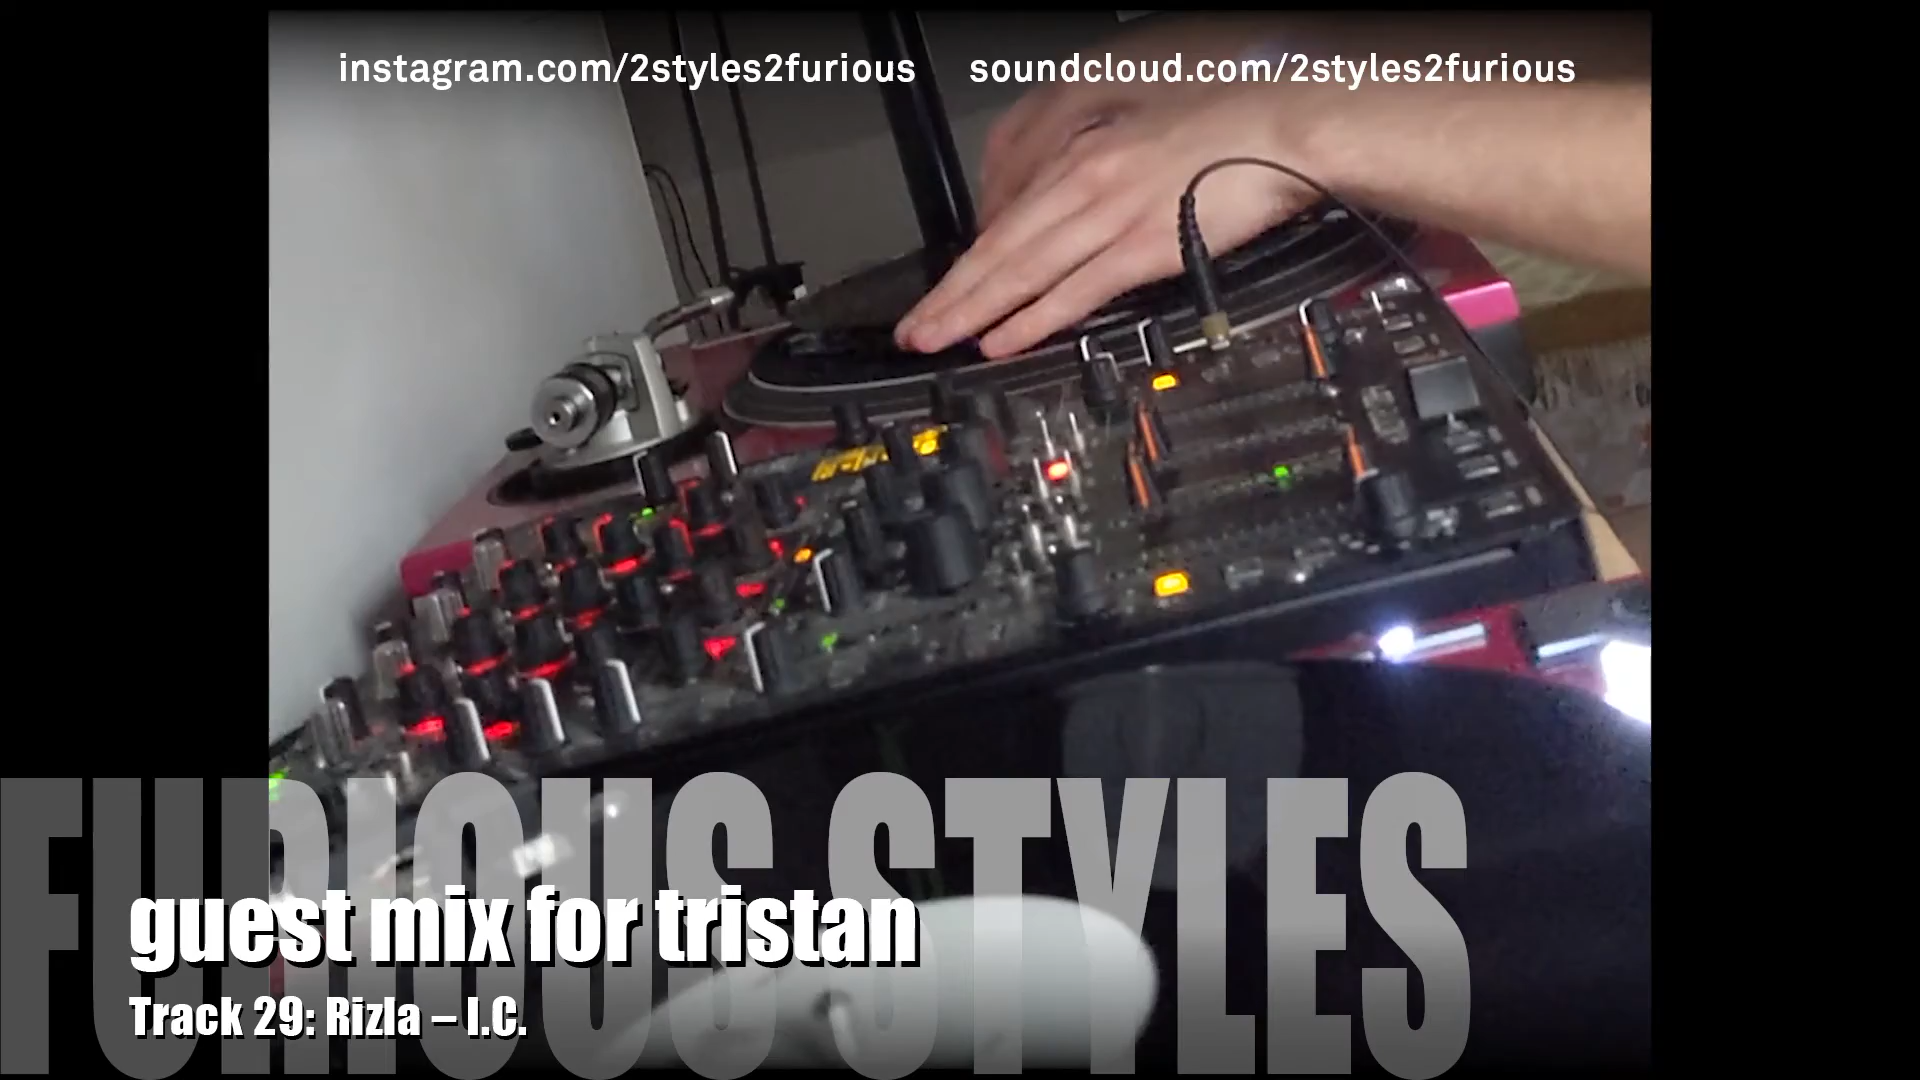 instagram.com/2styles2furious soundcloud.com/2styles2furious
FURIOUS STYLES
guest mix for tristan
Track 29: Rizla – I.C.